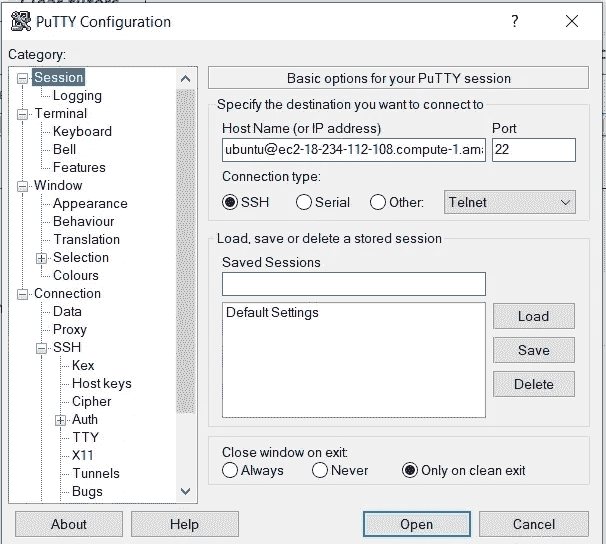 PuTTY Configuration
?
Category:
Session
Logging
Terminal
Keyboard
Bell
Features
Window
Appearance
Behaviour
Translation
Selection
Colours
Connection
Data
Proxy
SSH
Kex
Host keys
Cipher
Auth
TTY
X11
Tunnels
Bugs
Basic options for your PuTTY session
Specify the destination you want to connect to
Host Name (or IP address) Port
ubuntu@ec2-18-234-112-108.compute-1.ama 22
Connection type:
SSH Serial Other: Telnet
Load, save or delete a stored session
Saved Sessions
Default Settings
Load
Save
Delete
Close window on exit:
Always Never Only on clean exit
About Help Open Cancel